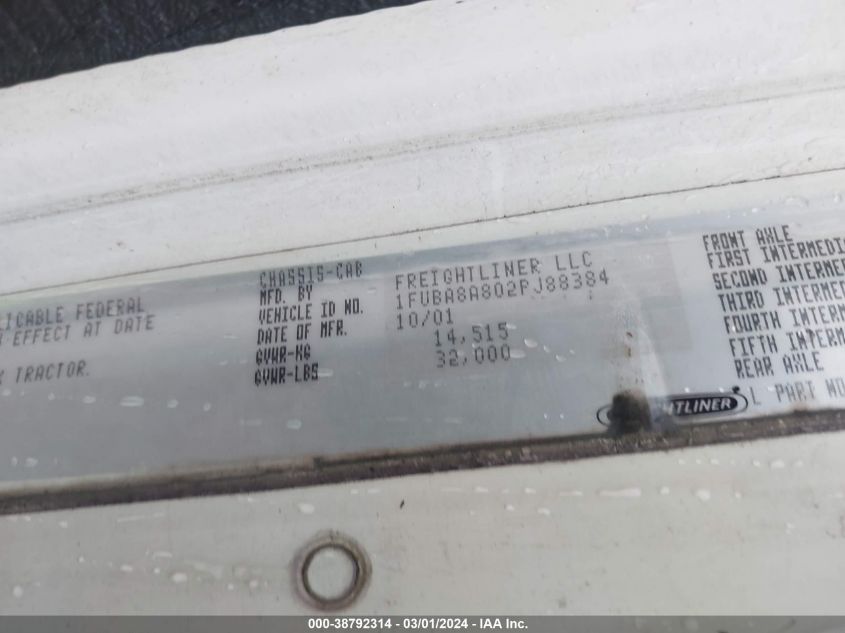 LICABLE FEDERAL
EFFECT AT DATE
TRACTOR.
CHASSIS-CAB
MFD. BY FREIGHTLINER LLC
VEHICLE ID NO. 1FUBA8A802PJ88384
DATE OF MFR. 10/01
GVWR-KG 14,515
GVWR-LBS 32,000
FRONT AXLE
FIRST INTERMEDI
SECOND INTERME
THIRD INTERME
FOURTH INTERM
FIFTH INTERM
REAR AXLE
HTLINER
L PART NO
000-38792314 - 03/01/2024 - IAA Inc.